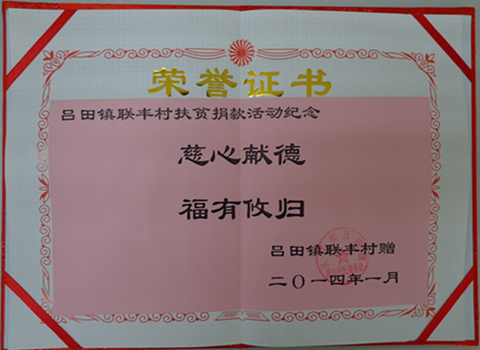 荣誉证书
吕田镇联丰村扶贫捐款活动纪念
慈心献德
福有攸归
吕田镇联丰村赠
二〇一四年一月